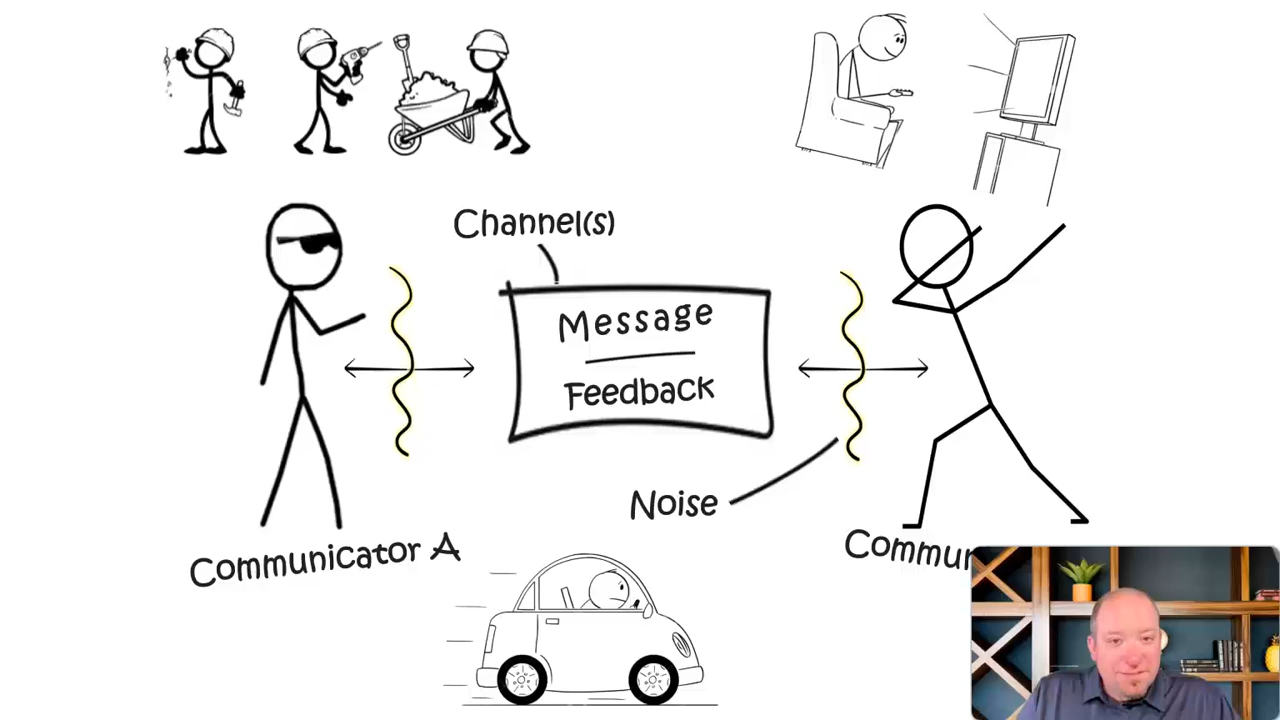 Channel(s)
Message
Feedback
Noise
Communicator A